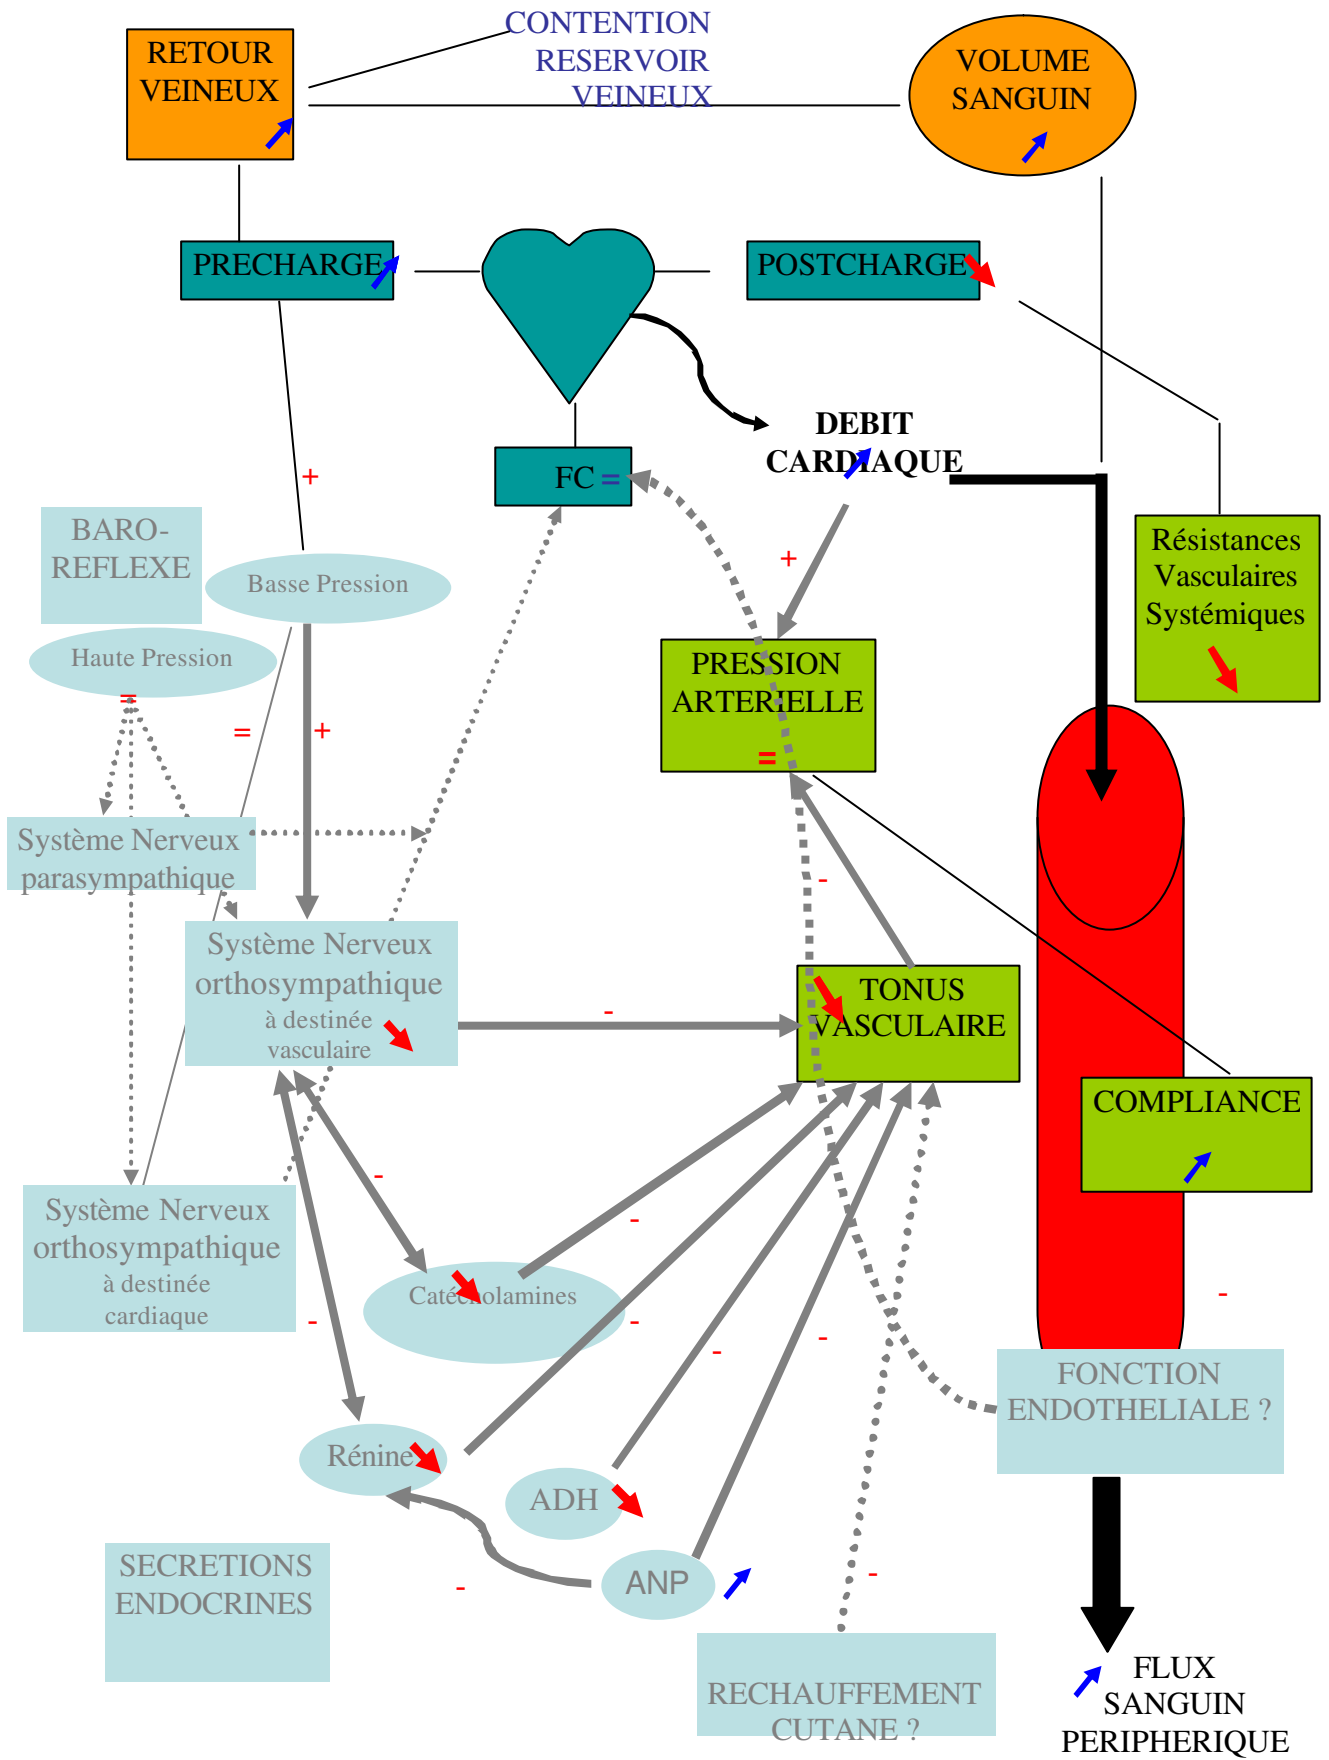 CONTENTION
RESERVOIR
VEINEUX
RETOUR
VEINEUX
VOLUME
SANGUIN
PRECHARGE
POSTCHARGE
DEBIT
CARDIAQUE
FC =
+
BARO-
REFLEXE
Basse Pression
Haute Pression
=
=
+
+
Résistances
Vasculaires
Systémiques
PRESSION
ARTERIELLE
=
Système Nerveux
parasympathique
-
Système Nerveux
orthosympathique
à destinée
vasculaire
-
TONUS
VASCULAIRE
COMPLIANCE
-
-
Système Nerveux
orthosympathique
à destinée
cardiaque
Catécholamines
-
-
-
-
-
FONCTION
ENDOTHELIALE ?
Rénine
ADH
ANP
-
-
SECRETIONS
ENDOCRINES
RECHAUFFEMENT
CUTANE ?
FLUX
SANGUIN
PERIPHERIQUE